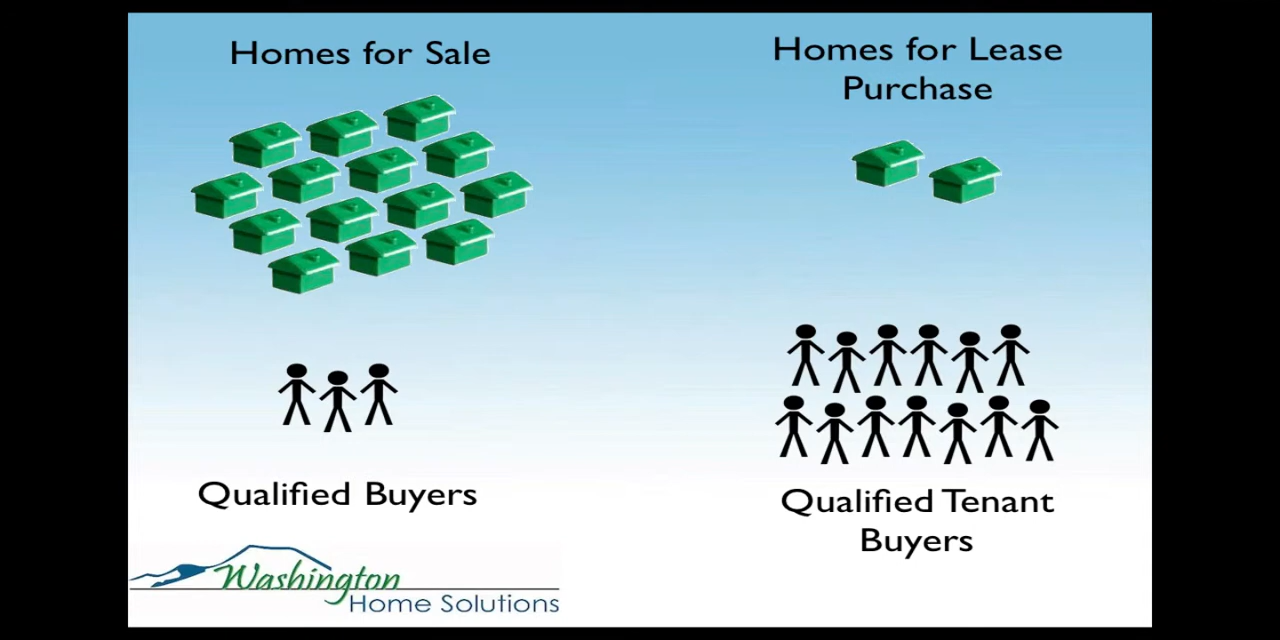 Homes for Sale
Homes for Lease
Purchase
Qualified Buyers
Qualified Tenant
Buyers
Washington
Home Solutions